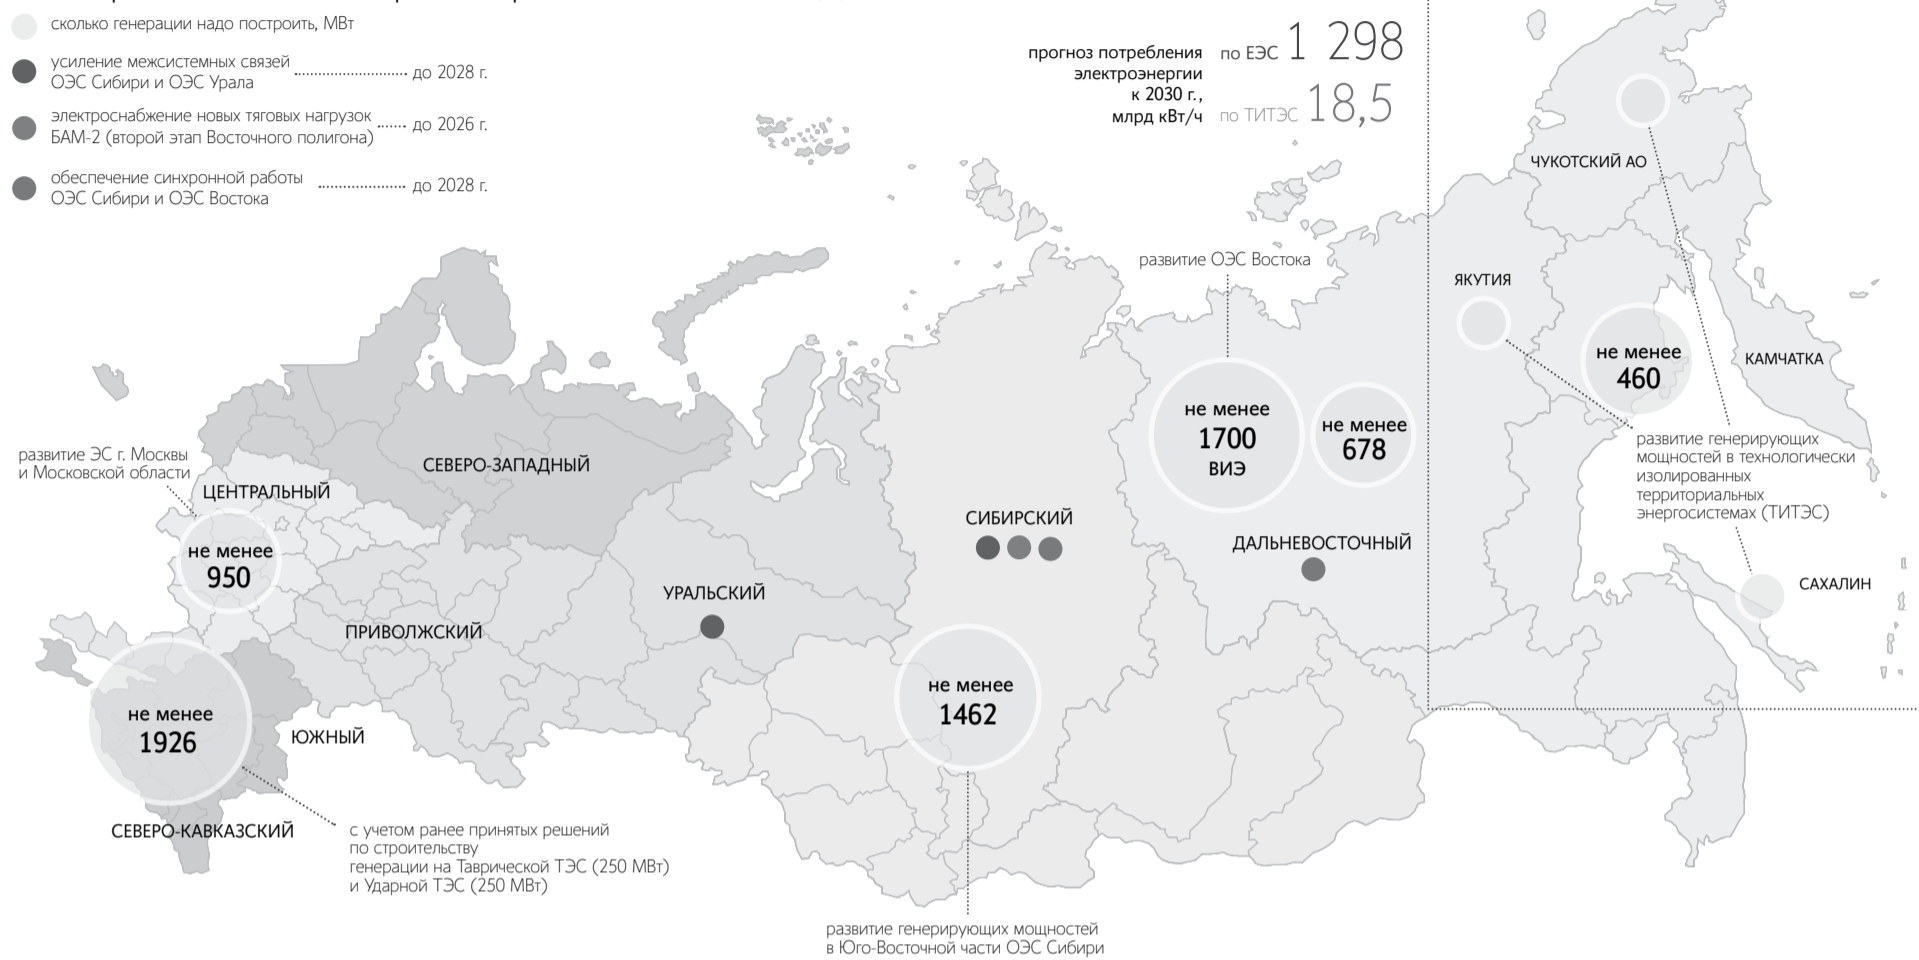 сколько генерации надо построить, МВт
усиление межсистемных связей
ОЭС Сибири и ОЭС Урала
до 2028 г.
электроснабжение новых тяговых нагрузок
БАМ-2 (второй этап Восточного полигона)
до 2026 г.
обеспечение синхронной работы
ОЭС Сибири и ОЭС Востока
до 2028 г.
прогноз потребления
электроэнергии
к 2030 г.,
млрд кВт/ч
по ЕЭС 1 298
по ТИТЭС 18,5
ЧУКОТСКИЙ АО
развитие ОЭС Востока
ЯКУТИЯ
не менее
460
КАМЧАТКА
не менее
1700
ВИЭ
не менее
678
развитие генерирующих
мощностей в технологически
изолированных
территориальных
энергосистемах (ТИТЭС)
развитие ЭС г. Москвы
и Московской области
СЕВЕРО-ЗАПАДНЫЙ
ЦЕНТРАЛЬНЫЙ
не менее
950
СИБИРСКИЙ
ДАЛЬНЕВОСТОЧНЫЙ
УРАЛЬСКИЙ
САХАЛИН
ПРИВОЛЖСКИЙ
не менее
1462
не менее
1926
ЮЖНЫЙ
СЕВЕРО-КАВКАЗСКИЙ
с учетом ранее принятых решений
по строительству
генерации на Таврической ТЭС (250 МВт)
и Ударной ТЭС (250 МВт)
развитие генерирующих мощностей
в Юго-Восточной части ОЭС Сибири